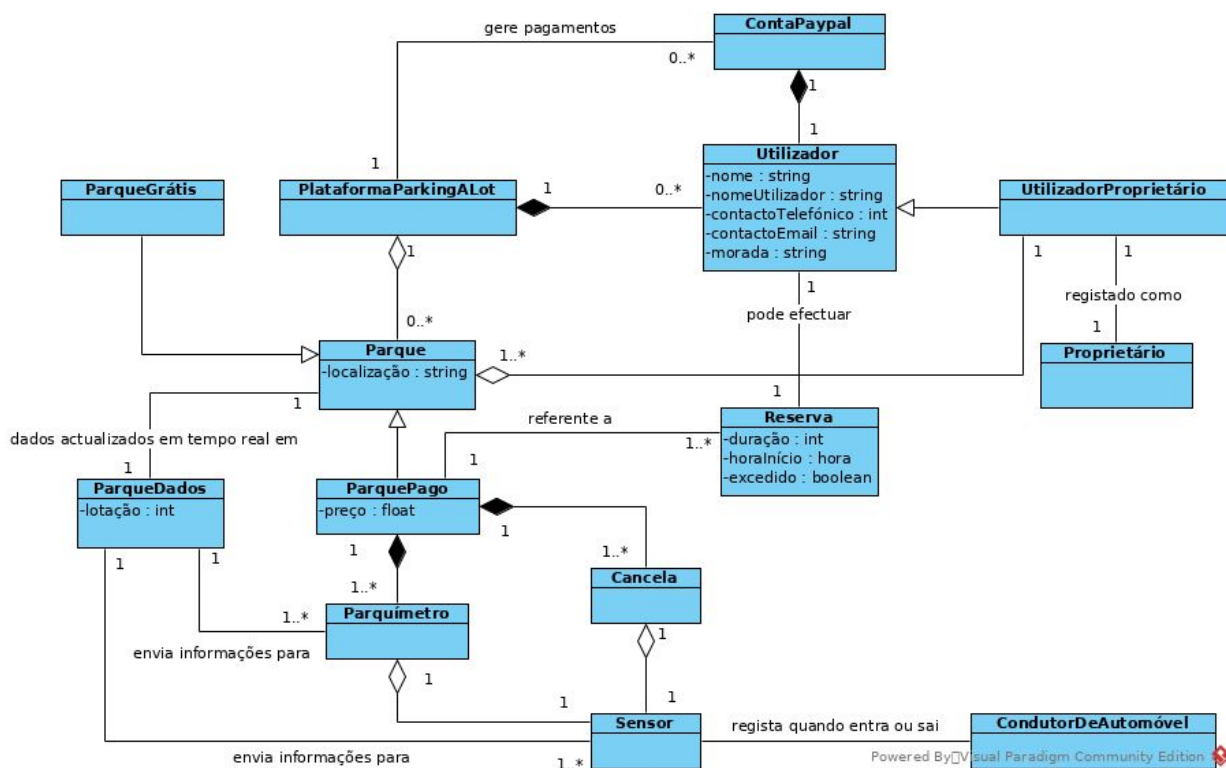 ContaPaypal
gere pagamentos
0..*
1
1
1
Utilizador
-nome : string
-nomeUtilizador : string
-contactoTelefónico : int
-contactoEmail : string
-morada : string
ParqueGrátis
PlataformaParkingALot
1
0..*
UtilizadorProprietário
1
1
1
1
registado como
pode efectuar
0..*
1
Proprietário
Parque
-localização : string
1..*
1
1
Reserva
-duração : int
-horaInício : hora
-excedido : boolean
referente a
1..*
1
dados actualizados em tempo real em
1
ParqueDados
-lotação : int
ParquePago
-preço : float
1
1
1
1
1..*
1..*
Cancela
1..*
Parquímetro
1
envia informações para
1
1
1
Sensor
regista quando entra ou sai
CondutorDeAutomóvel
envia informações para
1..*
Powered By Visual Paradigm Community Edition